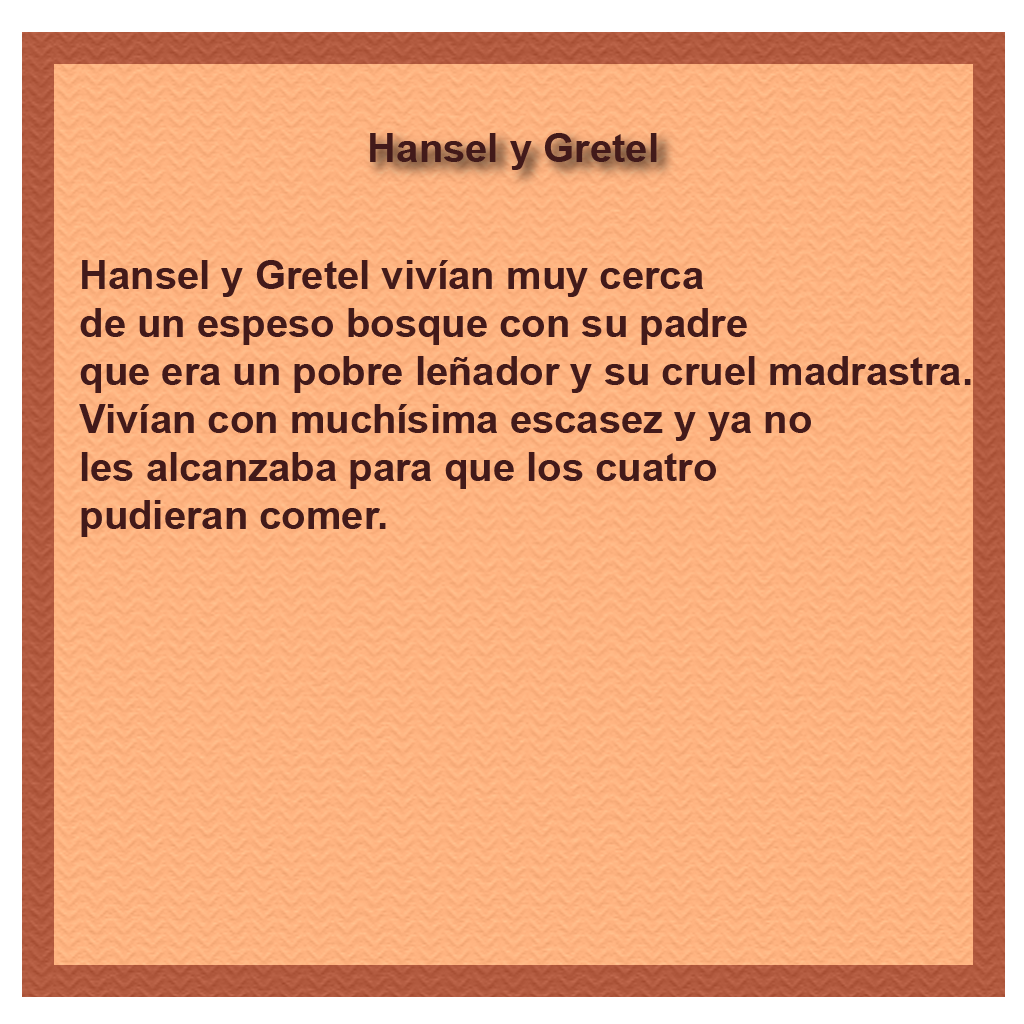 Hansel y Gretel
Hansel y Gretel vivían muy cerca
de un espeso bosque con su padre
que era un pobre leñador y su cruel madrastra.
Vivían con muchísima escasez y ya no
les alcanzaba para que los cuatro
pudieran comer.